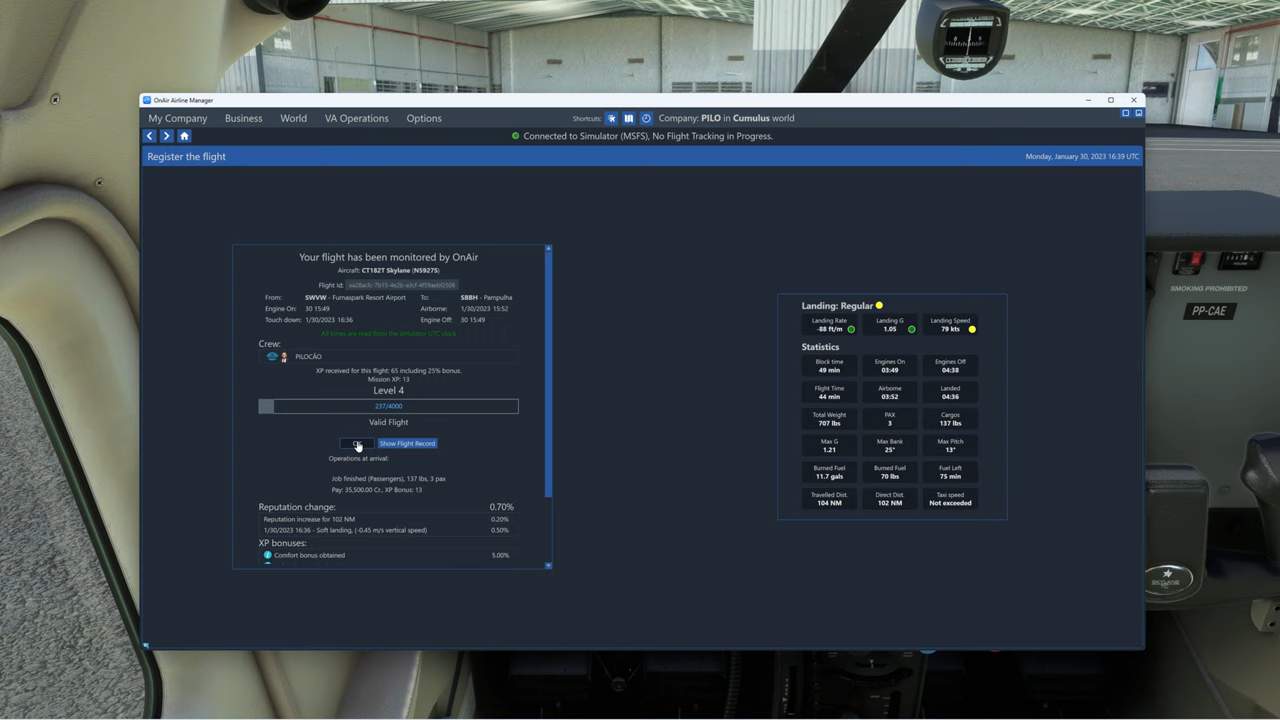 OnAir Airline Manager
My Company Business World VA Operations Options Shortcuts: Company: PILO in Cumulus world
Connected to Simulator (MSFS), No Flight Tracking in Progress.
Register the flight Monday, January 30, 2023 16:39 UTC
Your flight has been monitored by OnAir
Aircraft: CT182T Skylane (N5927S)
Flight id:
From: SWVW - Furnaspark Resort Airport To: SBBH - Pampulha
Engine On: 30 15:49 Airborne: 1/30/2023 15:52
Touch down: 1/30/2023 16:36 Engine Off: 30 15:49
All times are read from the simulator UTC clock
Crew:
PILOCÃO
XP received for this flight: 65 including 25% bonus.
Mission XP: 13
Level 4
237/4000
Valid Flight
Show Flight Record
Operations at arrival:
Job finished (Passengers), 137 lbs, 3 pax
Pay: 35,500.00 Cr., XP Bonus: 13
Reputation change: 0.70%
Reputation increase for 102 NM 0.20%
1/30/2023 16:36 - Soft landing, (-0.45 m/s vertical speed) 0.50%
XP bonuses:
Comfort bonus obtained 5.00%
Landing: Regular
Landing Rate Landing G Landing Speed
-88 ft/m 1.05 79 kts
Statistics
Block time Engines On Engines Off
49 min 03:49 04:38
Flight Time Airborne Landed
44 min 03:52 04:36
Total Weight PAX Cargos
707 lbs 3 137 lbs
Max G Max Bank Max Pitch
1.21 25° 13°
Burned Fuel Burned Fuel Fuel Left
11.7 gals 70 lbs 75 min
Travelled Dist. Direct Dist. Taxi speed
104 NM 102 NM Not exceeded
SMOKING PROHIBITED
PP-CAE
SKYLANE